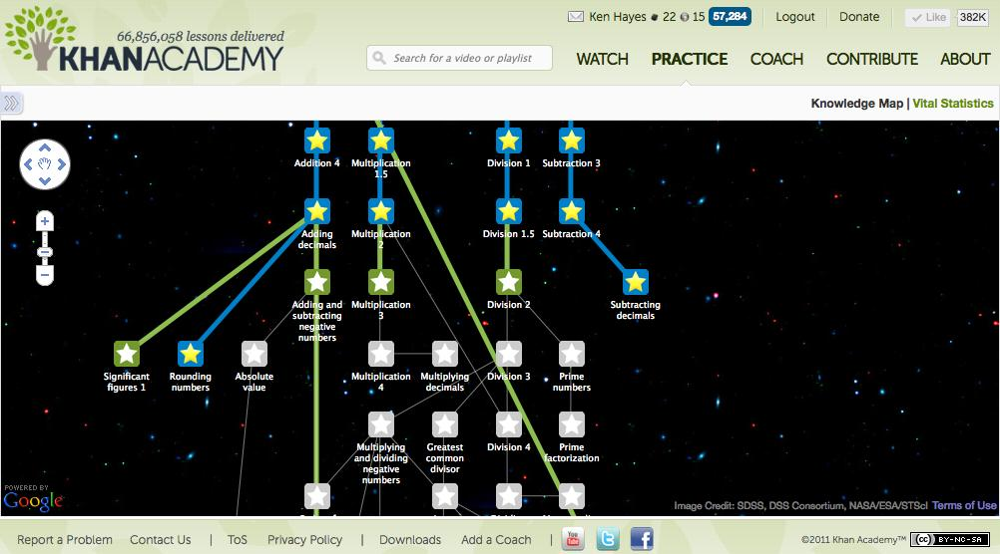 66,856,058 lessons delivered
KHANACADEMY
Ken Hayes 22 15 57,284 Logout Donate Like 382K
Search for a video or playlist
WATCH PRACTICE COACH CONTRIBUTE ABOUT
Knowledge Map | Vital Statistics
Addition 4
Multiplication
1.5
Division 1
Subtraction 3
Adding
decimals
Multiplication
2
Division 1.5
Subtraction 4
Adding and
subtracting
negative
numbers
Multiplication
3
Division 2
Subtracting
decimals
Significant
figures 1
Rounding
numbers
Absolute
value
Multiplication
4
Multiplying
decimals
Division 3
Prime
numbers
Multiplying
and dividing
negative
numbers
Greatest
common
divisor
Division 4
Prime
factorization
POWERED BY
Google
Image Credit: SDSS, DSS Consortium, NASA/ESA/STScI Terms of Use
Report a Problem Contact Us | ToS Privacy Policy | Downloads Add a Coach | You Tube t f ©2011 Khan Academy™ cc BY-NC-SA